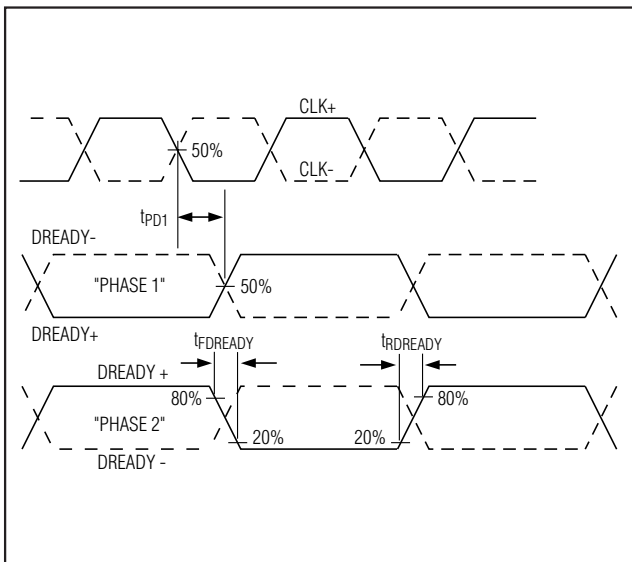 CLK+
50%
CLK-
tPD1
DREADY-
"PHASE 1"
50%
DREADY+
tFDREADY
tRDREADY
DREADY +
80%
80%
"PHASE 2"
20%
20%
DREADY -